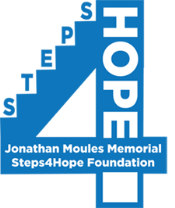 STEPS
HOPE
Jonathan Moules Memorial
Steps4Hope Foundation